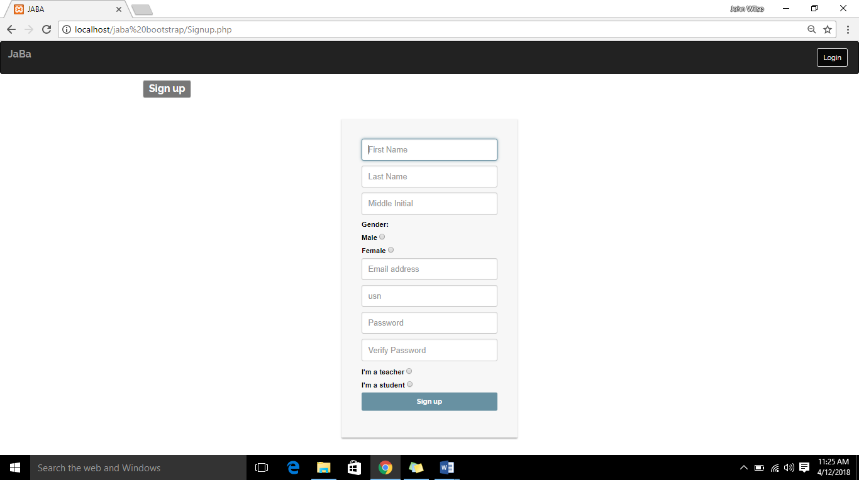 JABA
localhost/jaba%20bootstrap/Signup.php
JaBa
Login
Sign up
First Name
Last Name
Middle Initial
Gender:
Male
Female
Email address
usn
Password
Verify Password
I'm a teacher
I'm a student
Sign up
Search the web and Windows
11:25 AM
4/12/2018